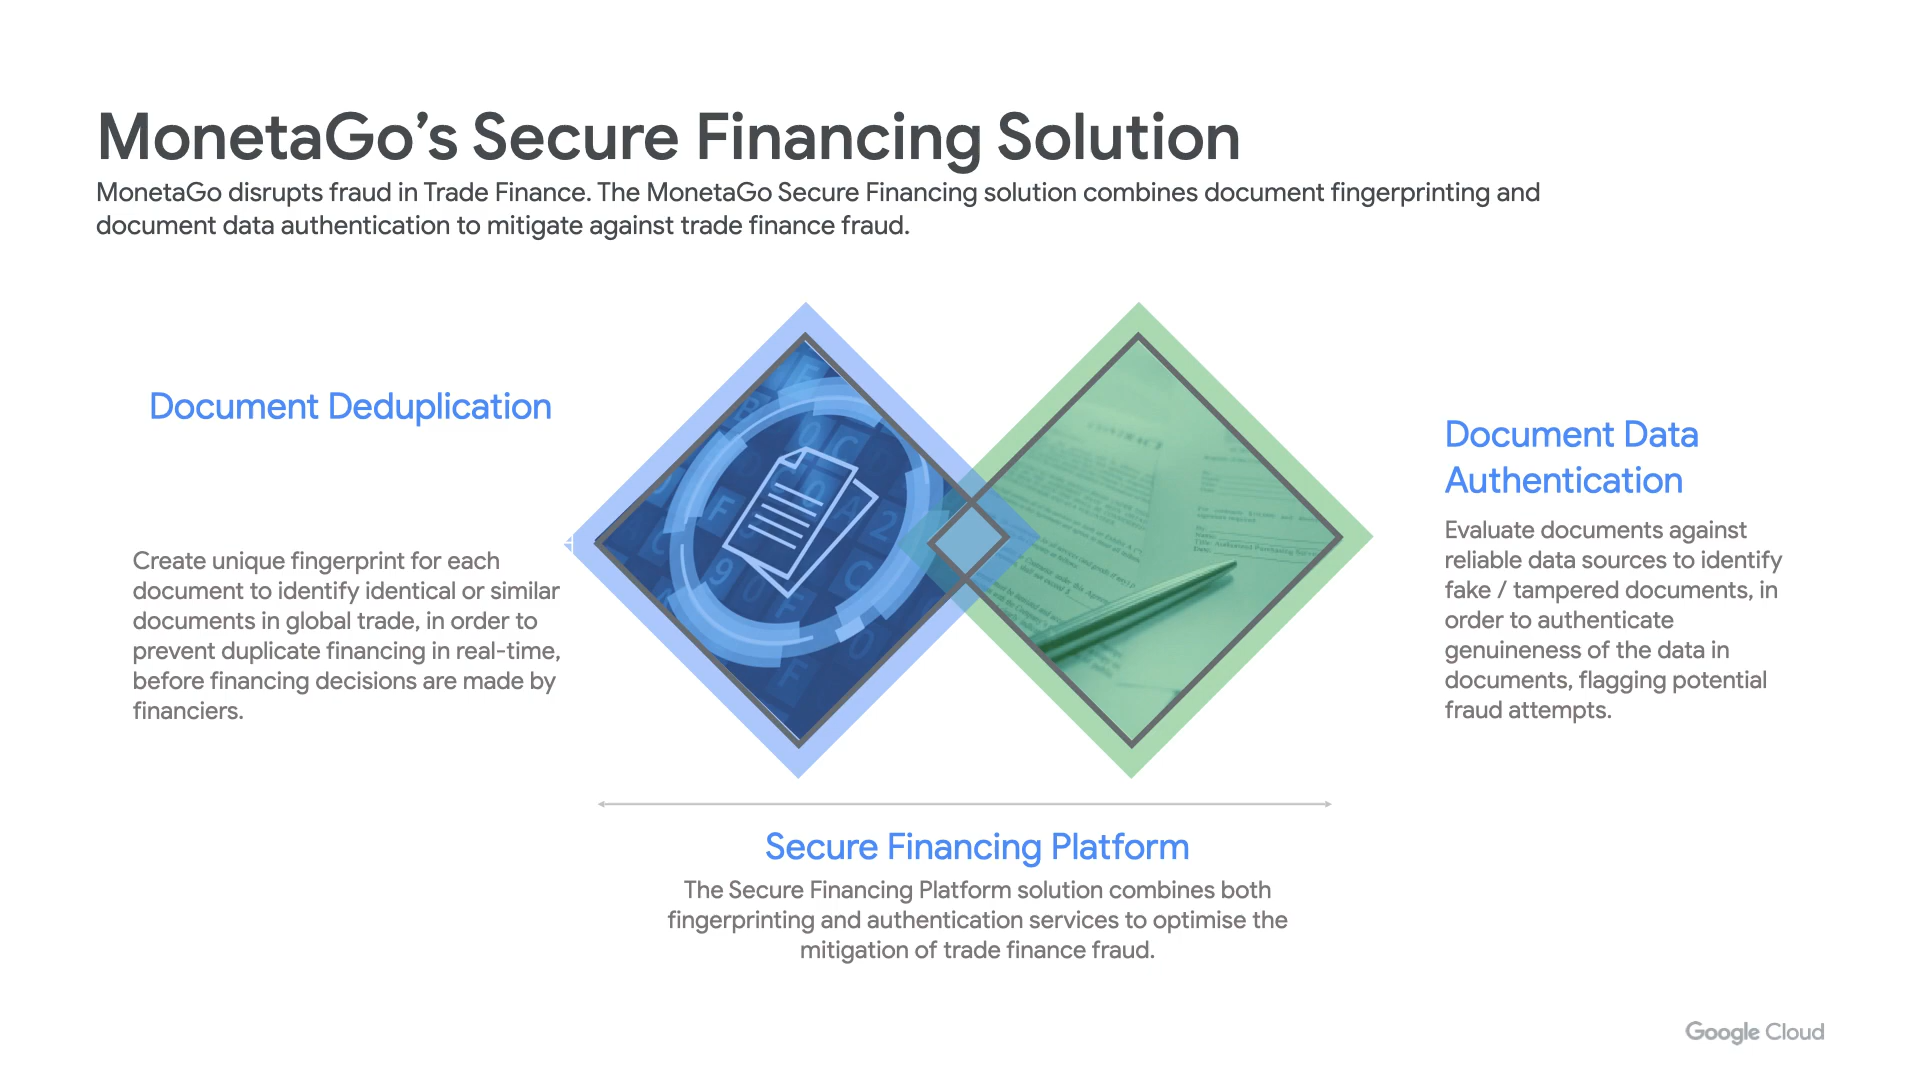 MonetaGo’s Secure Financing Solution
MonetaGo disrupts fraud in Trade Finance. The MonetaGo Secure Financing solution combines document fingerprinting and
document data authentication to mitigate against trade finance fraud.
Document Deduplication
Create unique fingerprint for each
document to identify identical or similar
documents in global trade, in order to
prevent duplicate financing in real-time,
before financing decisions are made by
financiers.
Document Data
Authentication
Evaluate documents against
reliable data sources to identify
fake / tampered documents, in
order to authenticate
genuineness of the data in
documents, flagging potential
fraud attempts.
Secure Financing Platform
The Secure Financing Platform solution combines both
fingerprinting and authentication services to optimise the
mitigation of trade finance fraud.
Google Cloud